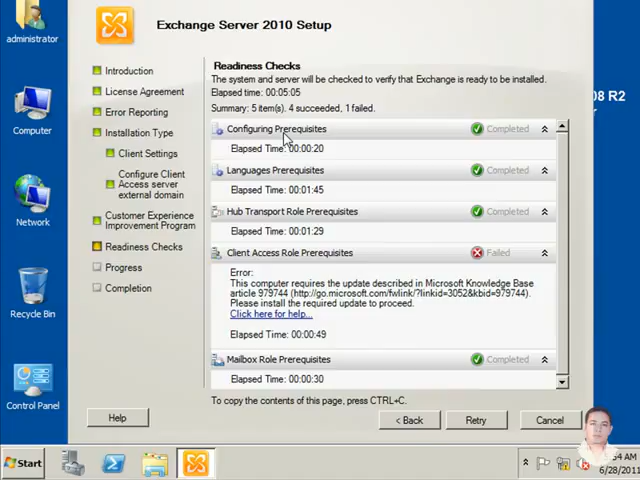 administrator
Exchange Server 2010 Setup
Introduction
License Agreement
Error Reporting
Installation Type
Client Settings
Configure Client
Access server
external domain
Customer Experience
Improvement Program
Readiness Checks
Progress
Completion
Readiness Checks
The system and server will be checked to verify that Exchange is ready to be installed.
Elapsed time: 00:05:05
Summary: 5 item(s). 4 succeeded, 1 failed.
Configuring Prerequisites
Completed
Elapsed Time: 00:00:20
Languages Prerequisites
Completed
Elapsed Time: 00:01:45
Hub Transport Role Prerequisites
Completed
Elapsed Time: 00:01:29
Client Access Role Prerequisites
Failed
Error:
This computer requires the update described in Microsoft Knowledge Base
article 979744 (http://go.microsoft.com/fwlink/?linkid=3052&kbid=979744).
Please install the required update to proceed.
Click here for help...
Elapsed Time: 00:00:49
Mailbox Role Prerequisites
Completed
Elapsed Time: 00:00:30
To copy the contents of this page, press CTRL+C.
Help
< Back
Retry
Cancel
Computer
Network
Recycle Bin
Control Panel
08 R2
Start
54 AM
6/28/2011